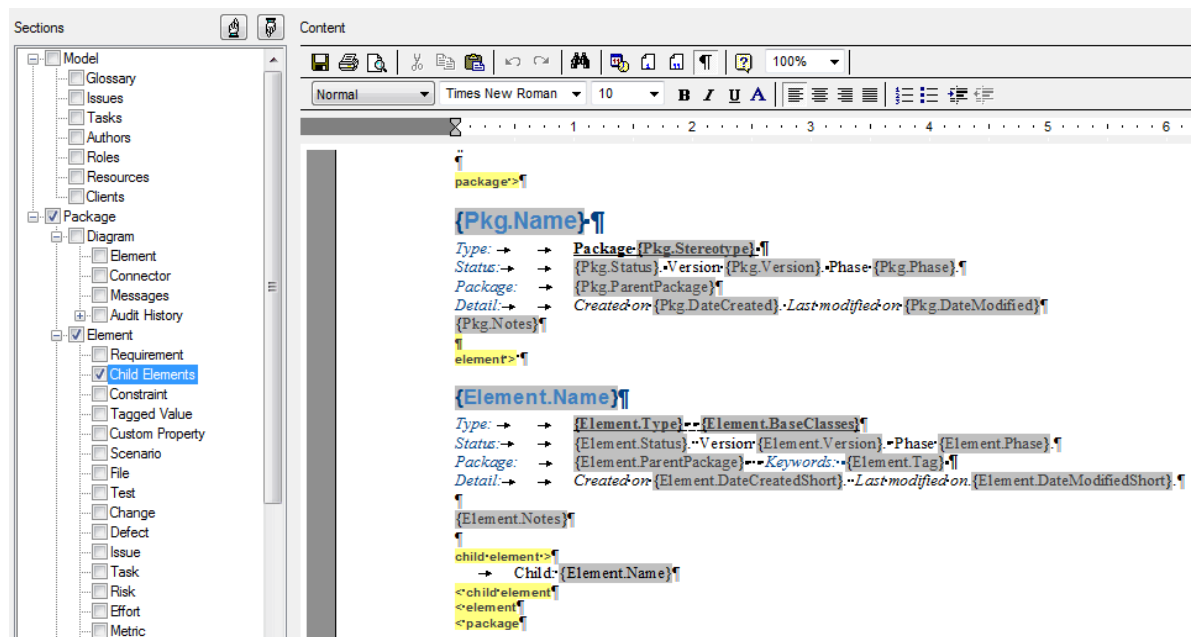 Sections
Model
Glossary
Issues
Tasks
Authors
Roles
Resources
Clients
Package
Diagram
Element
Connector
Messages
Audit History
Element
Requirement
Child Elements
Constraint
Tagged Value
Custom Property
Scenario
File
Test
Change
Defect
Issue
Task
Risk
Effort
Metric
Content
100%
Normal Times New Roman 10 B I U A
1 2 3 4 5 6
¶
package·>¶
{Pkg.Name}·¶
Type: → → Package·{Pkg.Stereotype}·¶
Status:→ → {Pkg.Status}.·Version·{Pkg.Version}.·Phase·{Pkg.Phase}.¶
Package: → {Pkg.ParentPackage}¶
Detail:→ → Created·on·{Pkg.DateCreated}.·Last·modified·on·{Pkg.DateModified}¶
{Pkg.Notes}¶
¶
element·>·¶
{Element.Name}¶
Type:→ → {Element.Type}·-·{Element.BaseClasses}¶
Status:→ → {Element.Status}.··Version·{Element.Version}.··Phase·{Element.Phase}.¶
Package: → {Element.ParentPackage}····Keywords:··{Element.Tag}·¶
Detail:→ → Created·on·{Element.DateCreatedShort}.··Last·modified·on.{Element.DateModifiedShort}.¶
¶
{Element.Notes}¶
¶
child·element·>¶
→ Child:·{Element.Name}¶
<·child·element¶
<·element¶
<·package¶